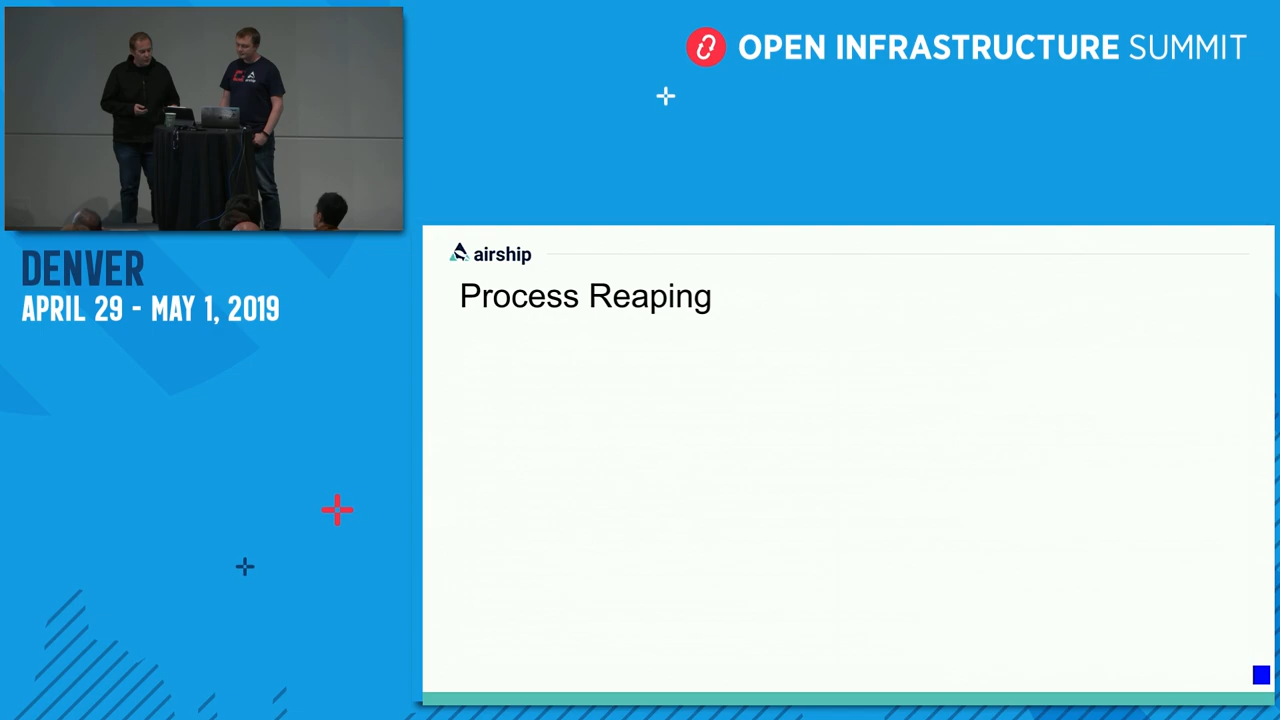 OPEN INFRASTRUCTURE SUMMIT
DENVER
APRIL 29 - MAY 1, 2019
airship
Process Reaping